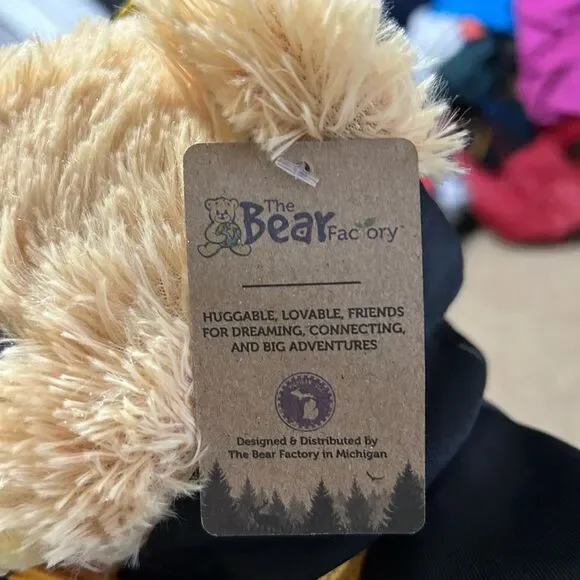 The
Bear Factory™
HUGGABLE, LOVABLE, FRIENDS
FOR DREAMING, CONNECTING,
AND BIG ADVENTURES
Designed & Distributed by
The Bear Factory in Michigan